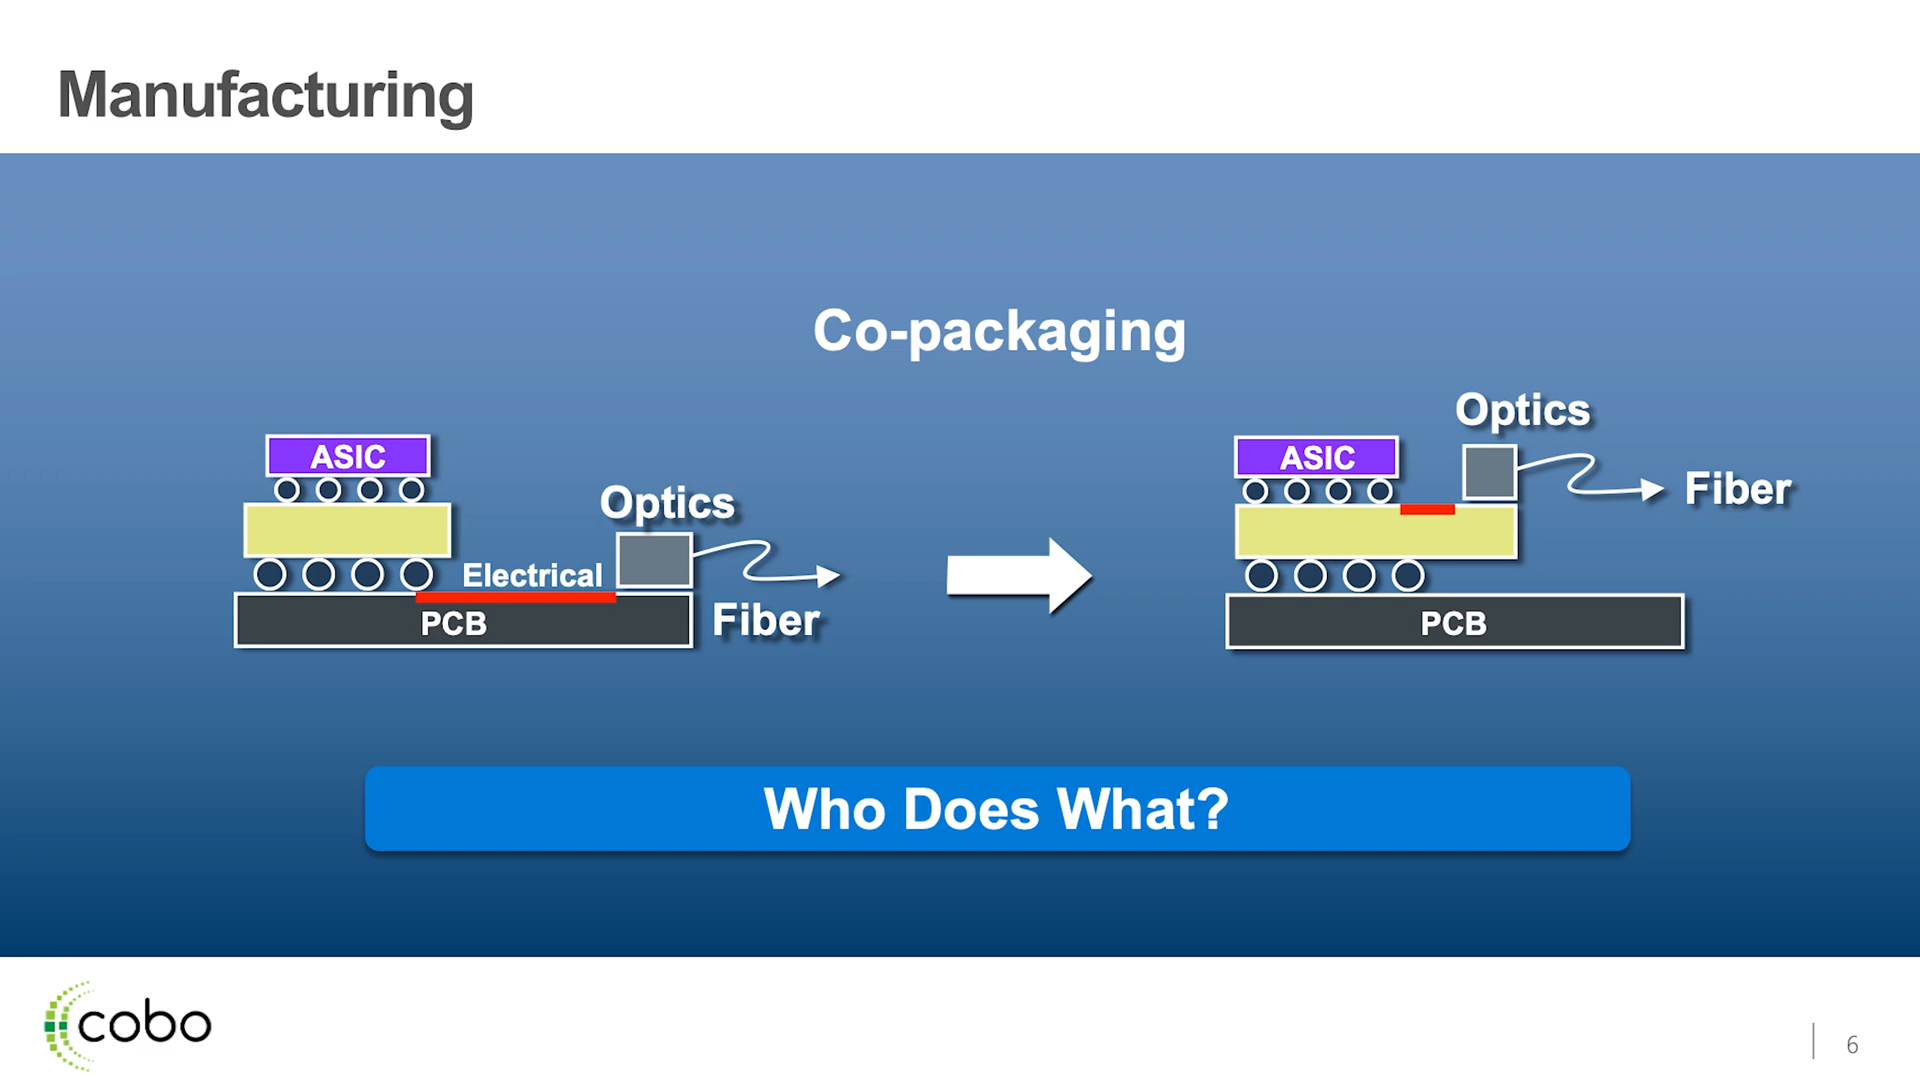 Manufacturing
Co-packaging
ASIC
Optics
Electrical
PCB
Fiber
Optics
ASIC
Fiber
PCB
Who Does What?
cobo
6